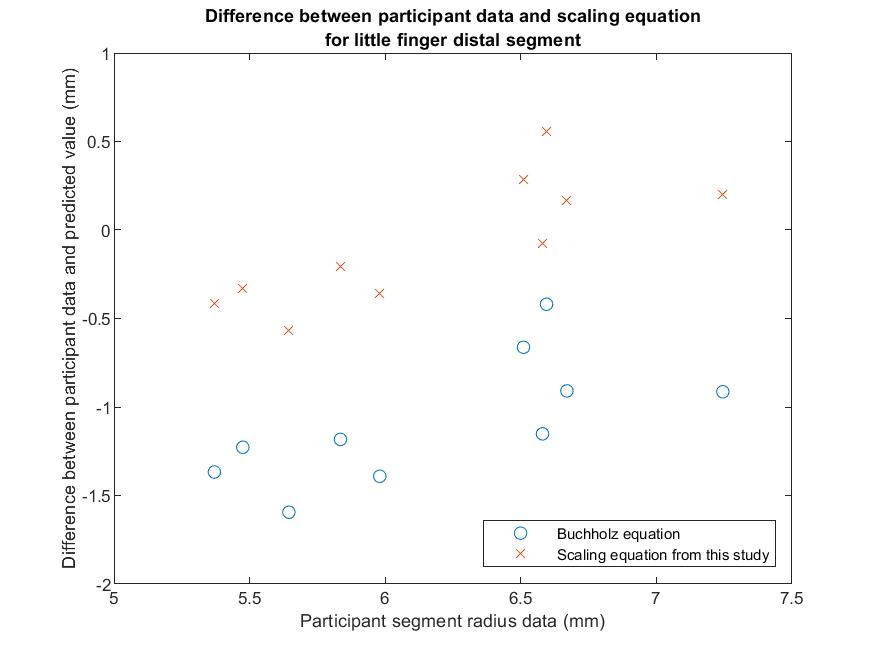 Difference between participant data and scaling equation
for little finger distal segment
Difference between participant data and predicted value (mm)
1
0.5
0
-0.5
-1
-1.5
-2
5
5.5
6
6.5
7
7.5
Participant segment radius data (mm)
Buchholz equation
Scaling equation from this study